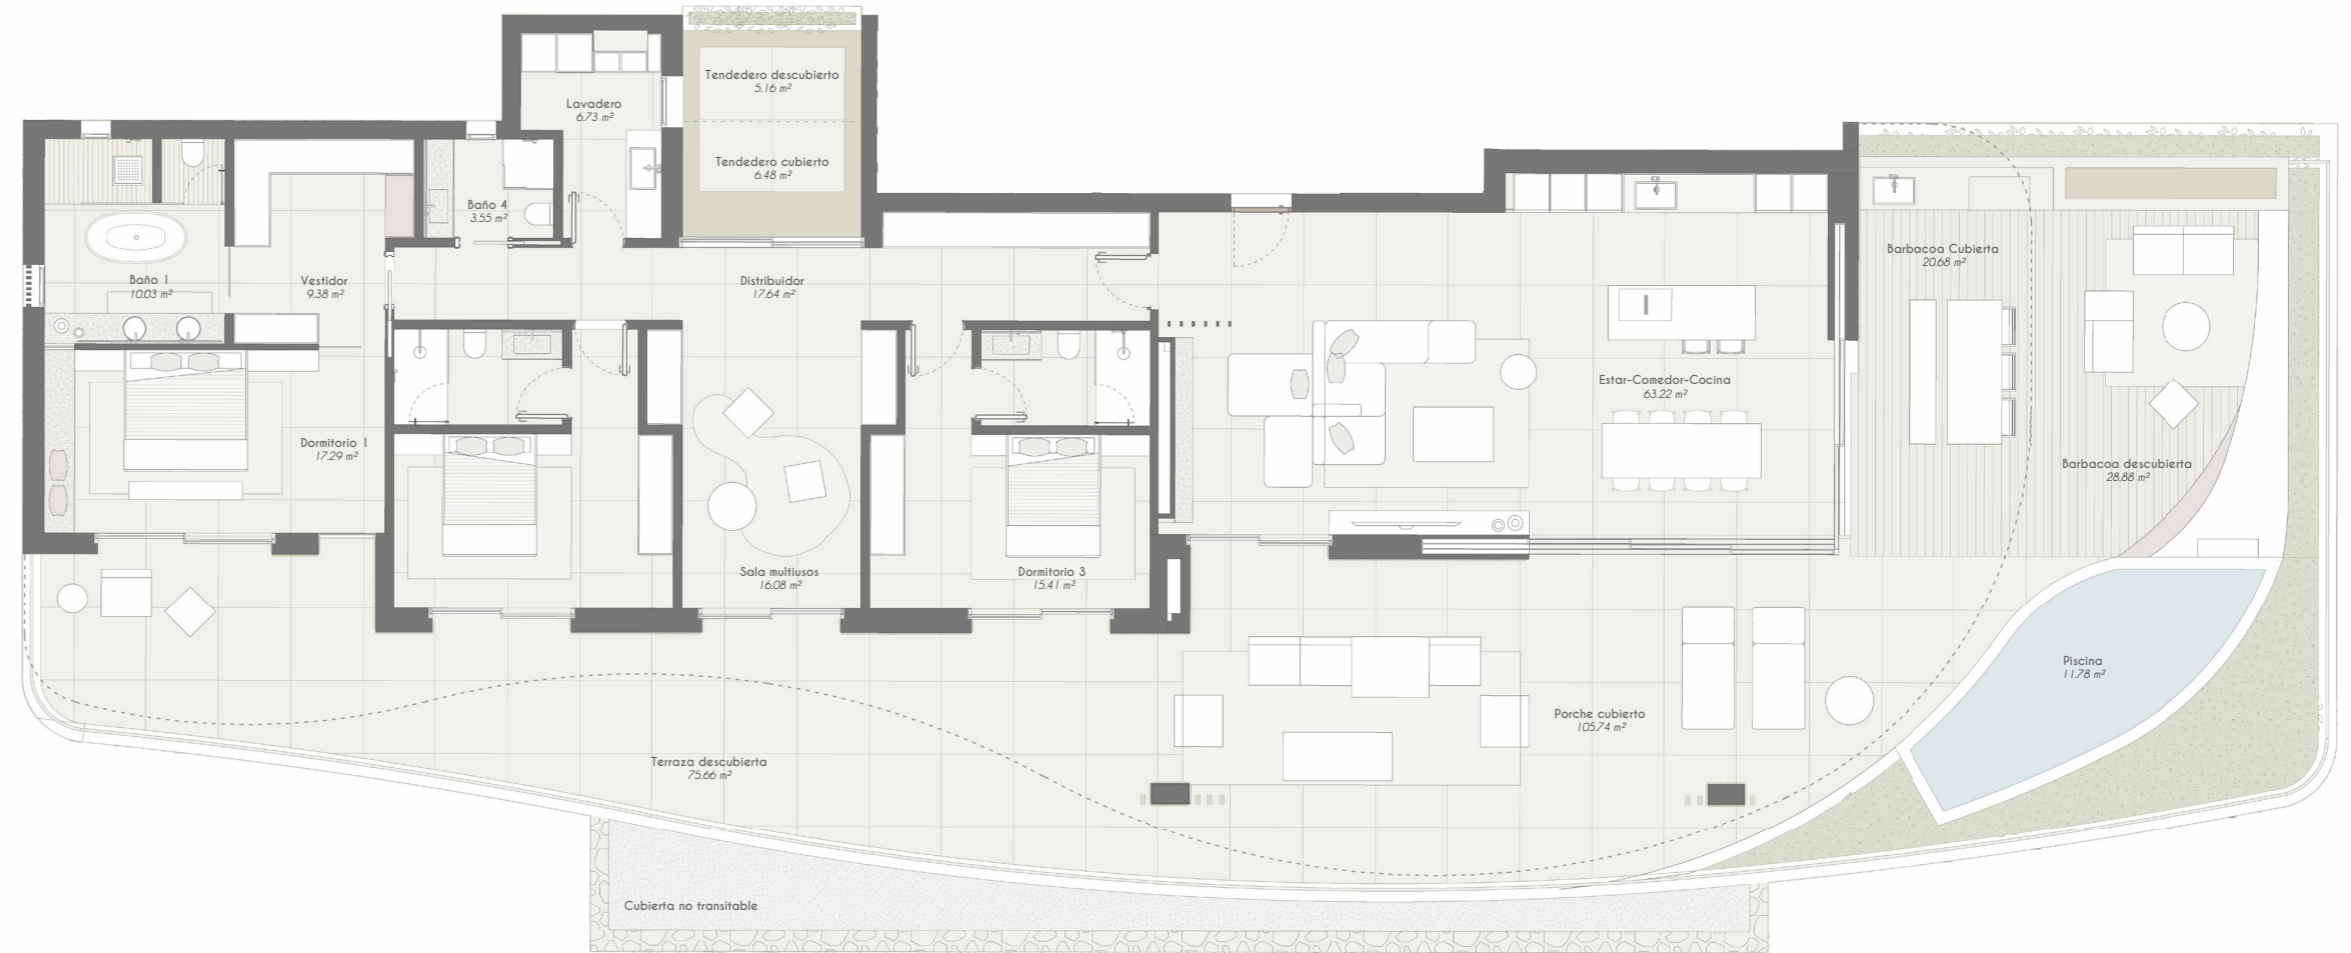 Tendedero descubierto
5.16 m²
Lavadero
6.73 m²
Tendedero cubierto
6.48 m²
Baño 4
3.55 m²
Baño 1
10.03 m²
Vestidor
9.38 m²
Distribuidor
17.64 m²
Barbacoa Cubierta
20.68 m²
Estar-Comedor-Cocina
63.22 m²
Dormitorio 1
17.29 m²
Barbacoa descubierta
28.88 m²
Sala multiusos
16.08 m²
Dormitorio 3
15.41 m²
Piscina
11.78 m²
Porche cubierto
105.74 m²
Terraza descubierta
75.66 m²
Cubierta no transitable